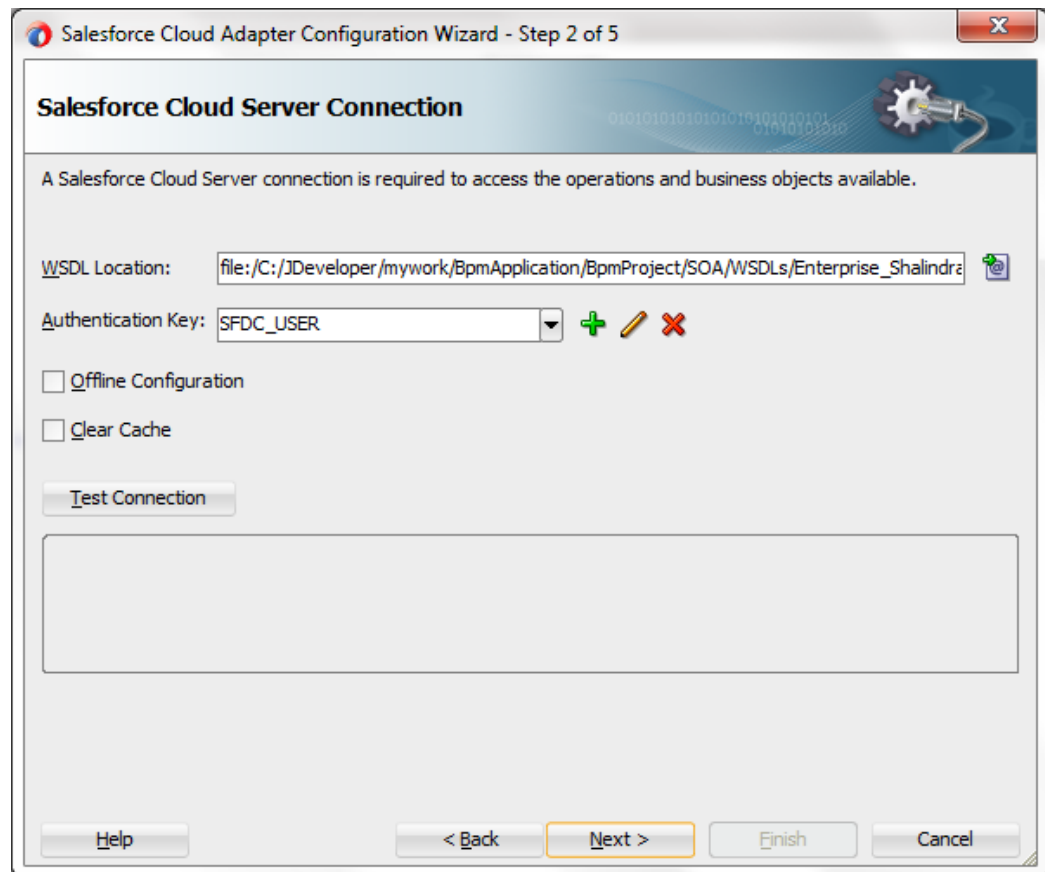 Salesforce Cloud Adapter Configuration Wizard - Step 2 of 5
Salesforce Cloud Server Connection
A Salesforce Cloud Server connection is required to access the operations and business objects available.
WSDL Location: file:/C:/JDeveloper/mywork/BpmApplication/BpmProject/SOA/WSDLs/Enterprise_Shalindra
Authentication Key: SFDC_USER
Offline Configuration
Clear Cache
Test Connection
Help < Back Next > Finish Cancel